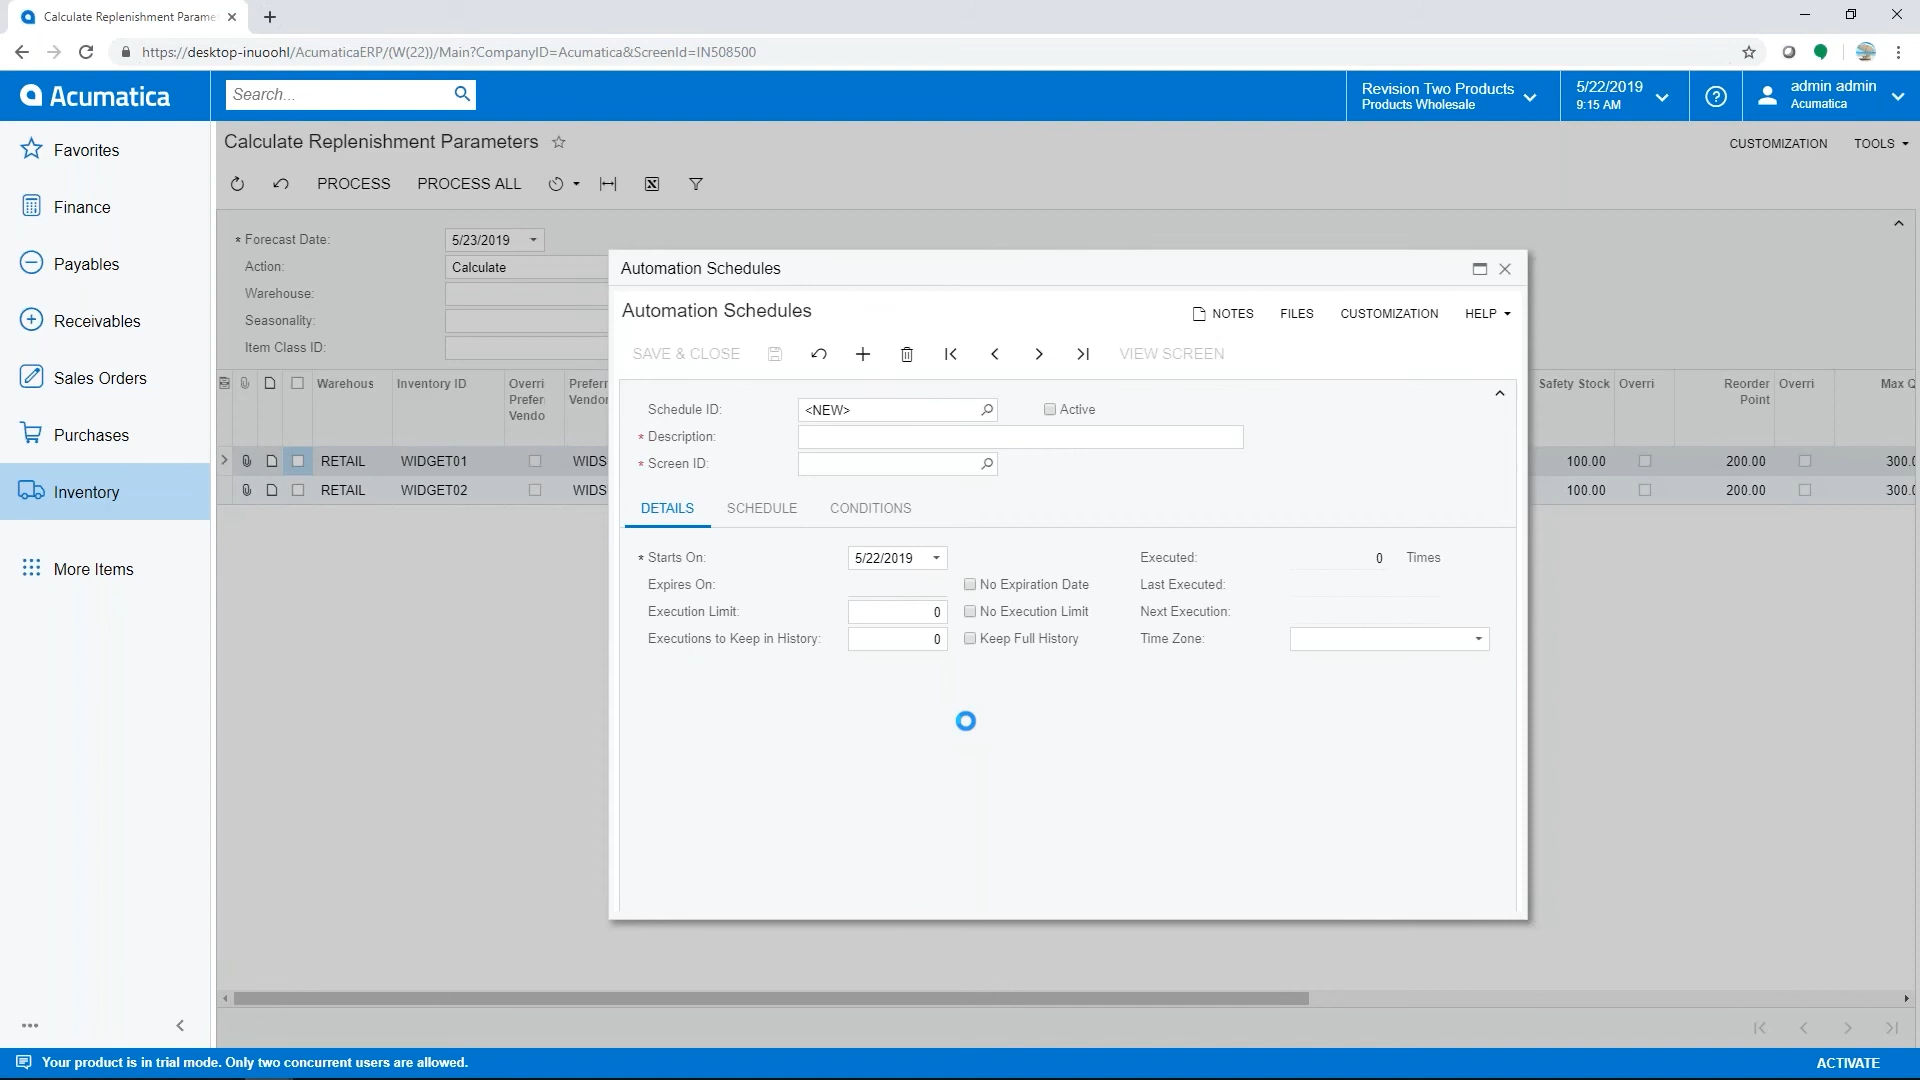 Calculate Replenishment Parame
https://desktop-inuoohl/AcumaticaERP/(W(22))/Main?CompanyID=Acumatica&ScreenId=IN508500
Acumatica
Search...
Revision Two Products
Products Wholesale
5/22/2019
9:15 AM
admin admin
Acumatica
Favorites
Finance
Payables
Receivables
Sales Orders
Purchases
Inventory
More Items
Calculate Replenishment Parameters
CUSTOMIZATION TOOLS
PROCESS PROCESS ALL
* Forecast Date: 5/23/2019
Action: Calculate
Warehouse:
Seasonality:
Item Class ID:
Warehous Inventory ID Overri Prefer Vendo Prefer Vendo Safety Stock Overri Reorder Point Overri Max Q
RETAIL WIDGET01 WIDS 100.00 200.00 300.0
RETAIL WIDGET02 WIDS 100.00 200.00 300.0
Automation Schedules
Automation Schedules
NOTES FILES CUSTOMIZATION HELP
SAVE & CLOSE VIEW SCREEN
Schedule ID: <NEW> Active
* Description:
* Screen ID:
DETAILS SCHEDULE CONDITIONS
* Starts On: 5/22/2019 Executed: 0 Times
Expires On: No Expiration Date Last Executed:
Execution Limit: 0 No Execution Limit Next Execution:
Executions to Keep in History: 0 Keep Full History Time Zone:
Your product is in trial mode. Only two concurrent users are allowed.
ACTIVATE